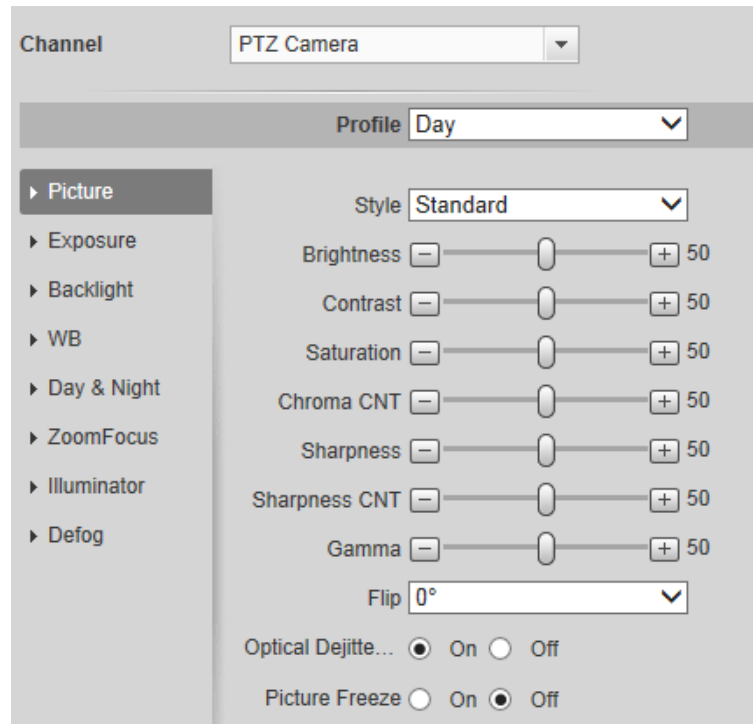 Channel PTZ Camera
Profile Day
Picture
Exposure
Backlight
WB
Day & Night
ZoomFocus
Illuminator
Defog
Style Standard
Brightness - + 50
Contrast - + 50
Saturation - + 50
Chroma CNT - + 50
Sharpness - + 50
Sharpness CNT - + 50
Gamma - + 50
Flip 0°
Optical Dejitte... On Off
Picture Freeze On Off